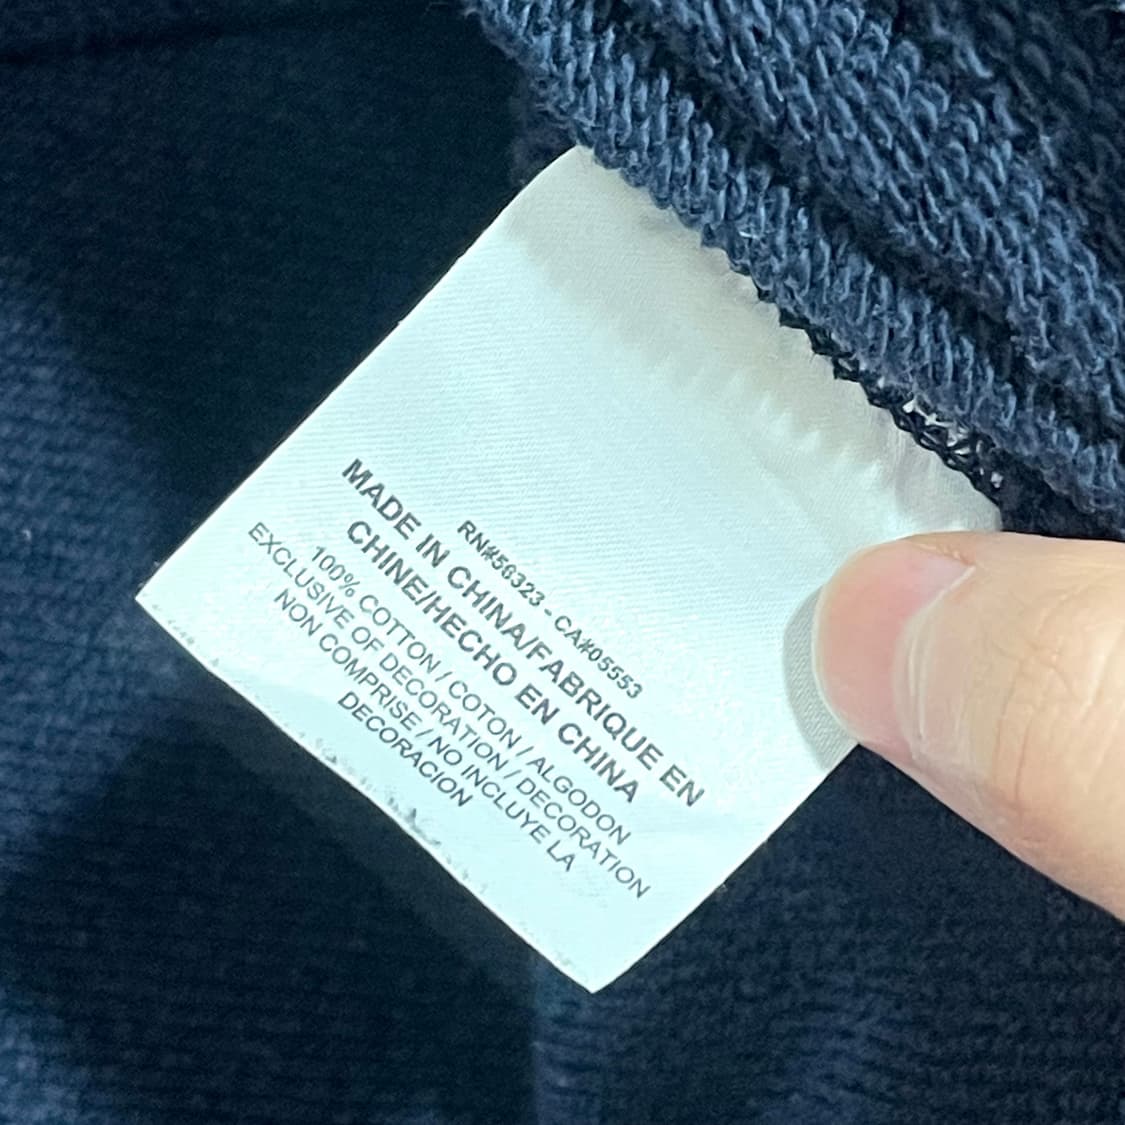 RN#56323 - CA#05553
MADE IN CHINA/FABRIQUE EN
CHINE/HECHO EN CHINA
100% COTTON / COTON / ALGODON
EXCLUSIVE OF DECORATION / DECORATION
NON COMPRISE / NO INCLUYE LA
DECORACION